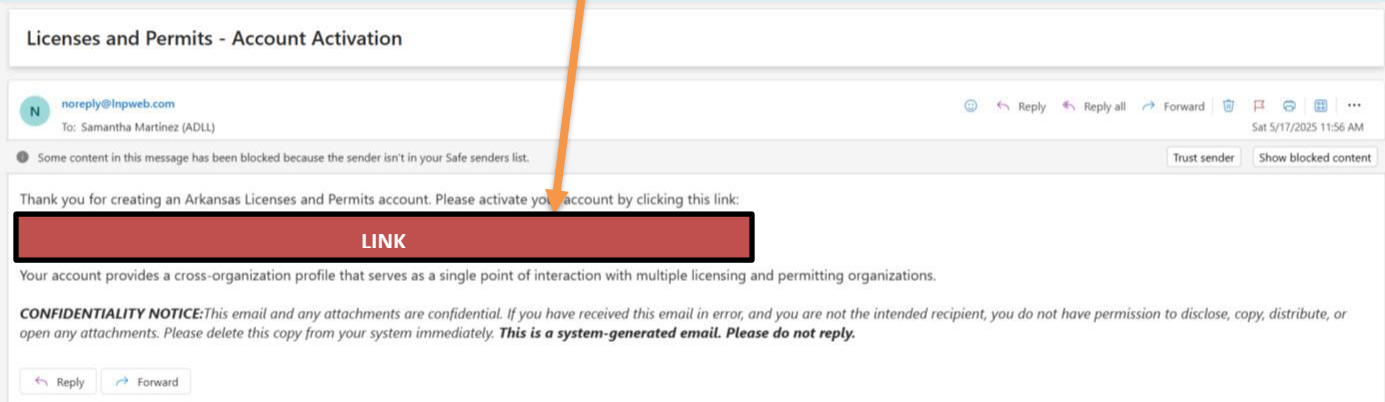 Licenses and Permits - Account Activation
N
noreply@lnpweb.com
To: Samantha Martinez (ADLL)
Reply Reply all Forward
Sat 5/17/2025 11:56 AM
Some content in this message has been blocked because the sender isn't in your Safe senders list.
Trust sender Show blocked content
Thank you for creating an Arkansas Licenses and Permits account. Please activate account by clicking this link:
LINK
Your account provides a cross-organization profile that serves as a single point of interaction with multiple licensing and permitting organizations.
CONFIDENTIALITY NOTICE:This email and any attachments are confidential. If you have received this email in error, and you are not the intended recipient, you do not have permission to disclose, copy, distribute, or
open any attachments. Please delete this copy from your system immediately. This is a system-generated email. Please do not reply.
Reply Forward